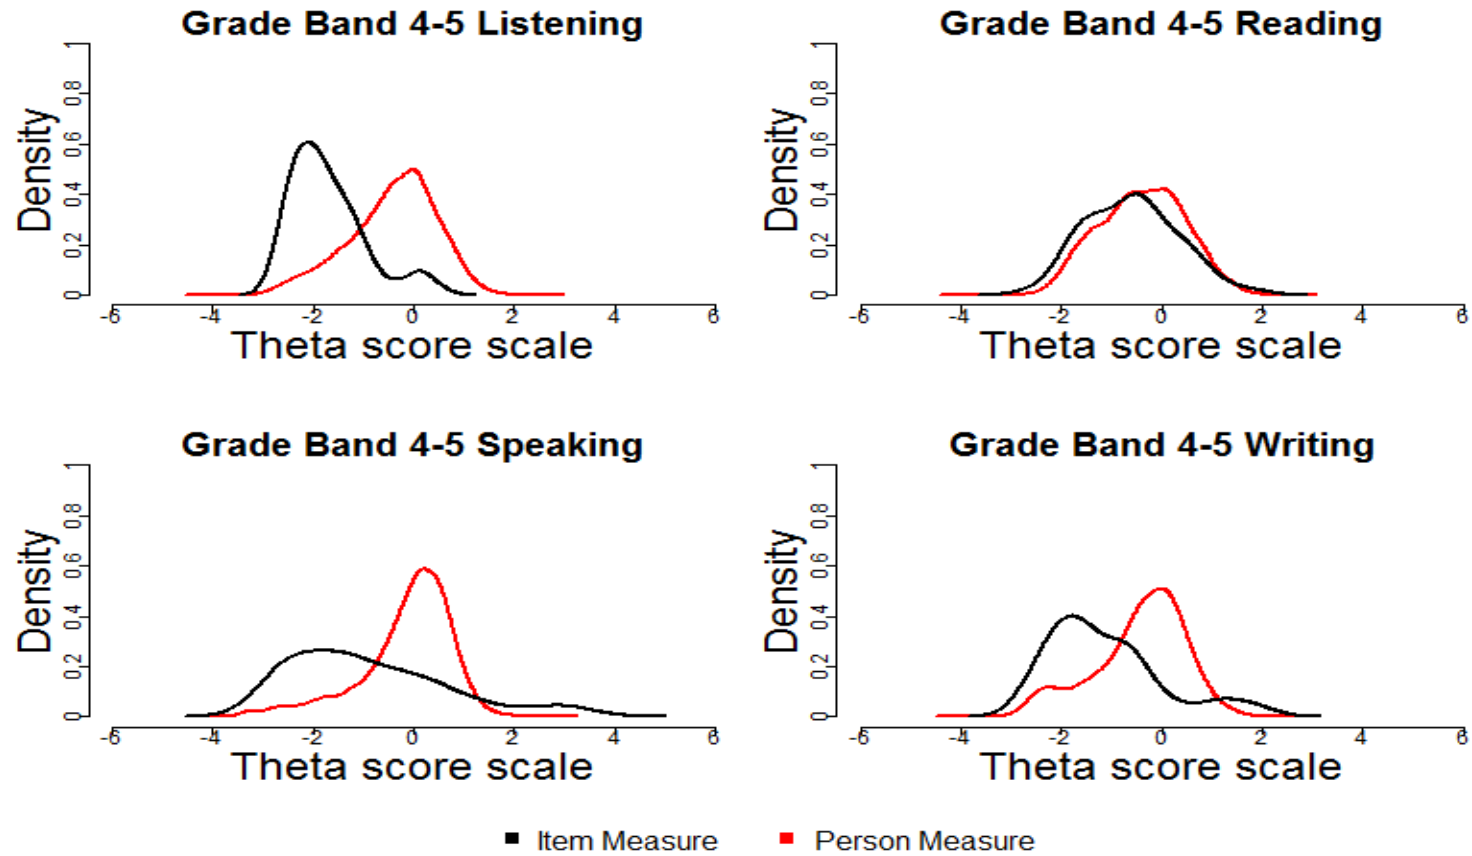 Grade Band 4-5 Listening
Density
0 0.2 0.4 0.6 0.8 1
-6 -4 -2 0 2 4 6
Theta score scale
Grade Band 4-5 Reading
Density
0 0.2 0.4 0.6 0.8 1
-6 -4 -2 0 2 4 6
Theta score scale
Grade Band 4-5 Speaking
Density
0 0.2 0.4 0.6 0.8 1
-6 -4 -2 0 2 4 6
Theta score scale
Grade Band 4-5 Writing
Density
0 0.2 0.4 0.6 0.8 1
-6 -4 -2 0 2 4 6
Theta score scale
Item Measure Person Measure